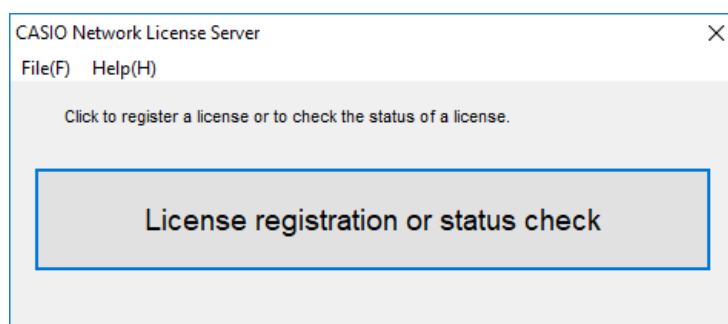 CASIO Network License Server
File(F) Help(H)
Click to register a license or to check the status of a license.
License registration or status check